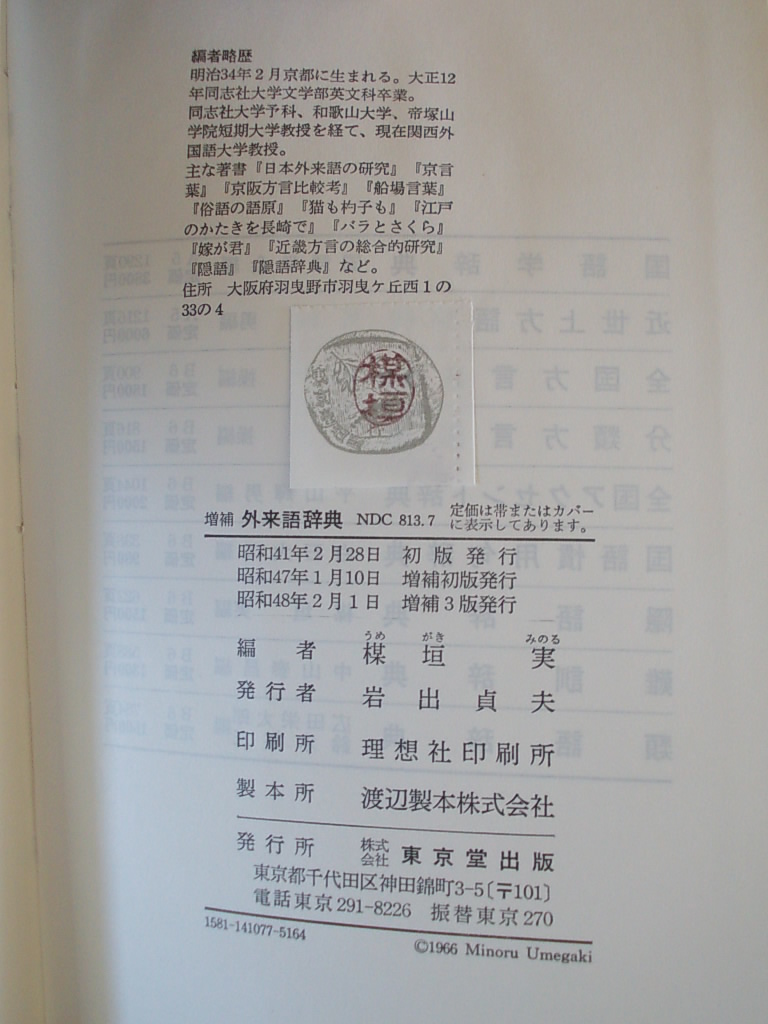 編者略歴
明治34年2月京都に生まれる。大正12
年同志社大学文学部英文科卒業。
同志社大学予科、和歌山大学、帝塚山
学院短期大学教授を経て、現在関西外
国語大学教授。
主な著書『日本外来語の研究』『京言
葉』『京阪方言比較考』『船場言葉』
『俗語の語原』『猫も杓子も』『江戸
のかたきを長崎で』『バラとさくら』
『嫁が君』『近畿方言の総合的研究』
『隠語』『隠語辞典』など。
住所 大阪府羽曳野市羽曳ケ丘西1の
33の4
楳垣
増補 外来語辞典 NDC 813.7 定価は帯またはカバー
に表示してあります。
昭和41年2月28日 初版発行
昭和47年1月10日 増補初版発行
昭和48年2月1日 増補3版発行
うめ がき みのる
編者 楳垣実
発行者 岩出貞夫
印刷所 理想社印刷所
製本所 渡辺製本株式会社
発行所 株式会社 東京堂出版
東京都千代田区神田錦町3-5〔〒101〕
電話東京291-8226 振替東京270
1581-141077-5164
©1966 Minoru Umegaki